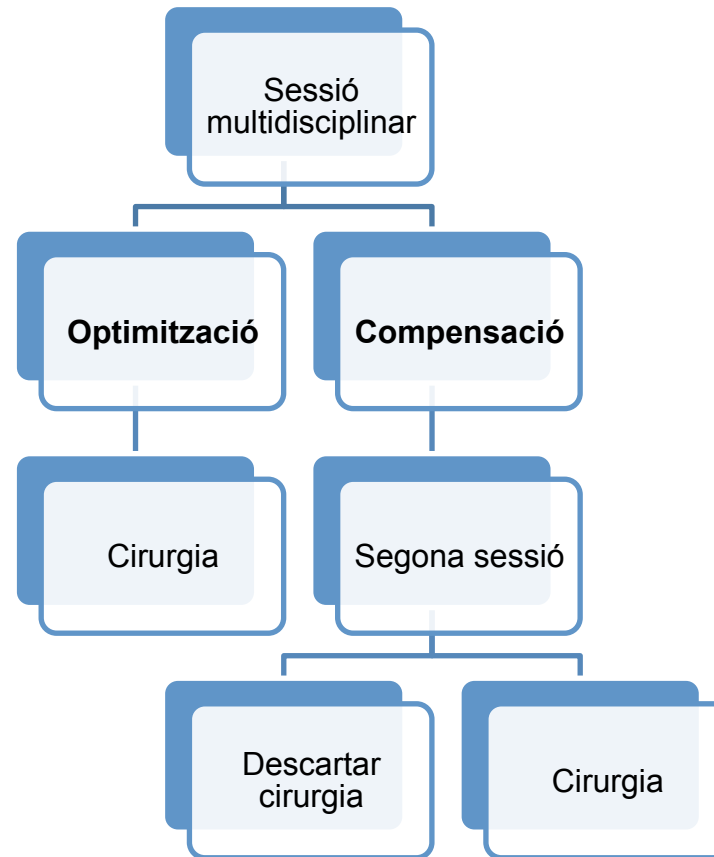 Sessió
multidisciplinar
Optimització
Compensació
Cirurgia
Segona sessió
Descartar
cirurgia
Cirurgia